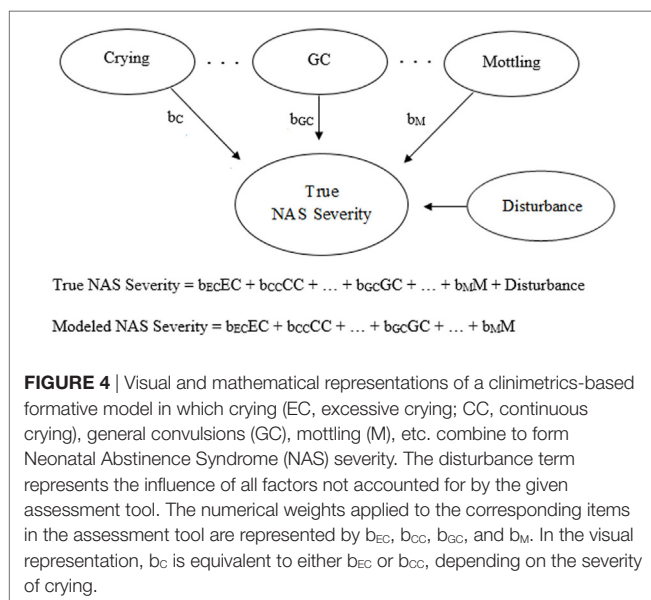 Crying . . . GC . . . Mottling
bC bGC bM
True
NAS Severity
Disturbance
True NAS Severity = bECEC + bCCCC + ... + bGCGC + ... + bMM + Disturbance
Modeled NAS Severity = bECEC + bCCCC + ... + bGCGC + ... + bMM
FIGURE 4 | Visual and mathematical representations of a clinimetrics-based
formative model in which crying (EC, excessive crying; CC, continuous
crying), general convulsions (GC), mottling (M), etc. combine to form
Neonatal Abstinence Syndrome (NAS) severity. The disturbance term
represents the influence of all factors not accounted for by the given
assessment tool. The numerical weights applied to the corresponding items
in the assessment tool are represented by bEC, bCC, bGC, and bM. In the visual
representation, bC is equivalent to either bEC or bCC, depending on the severity
of crying.